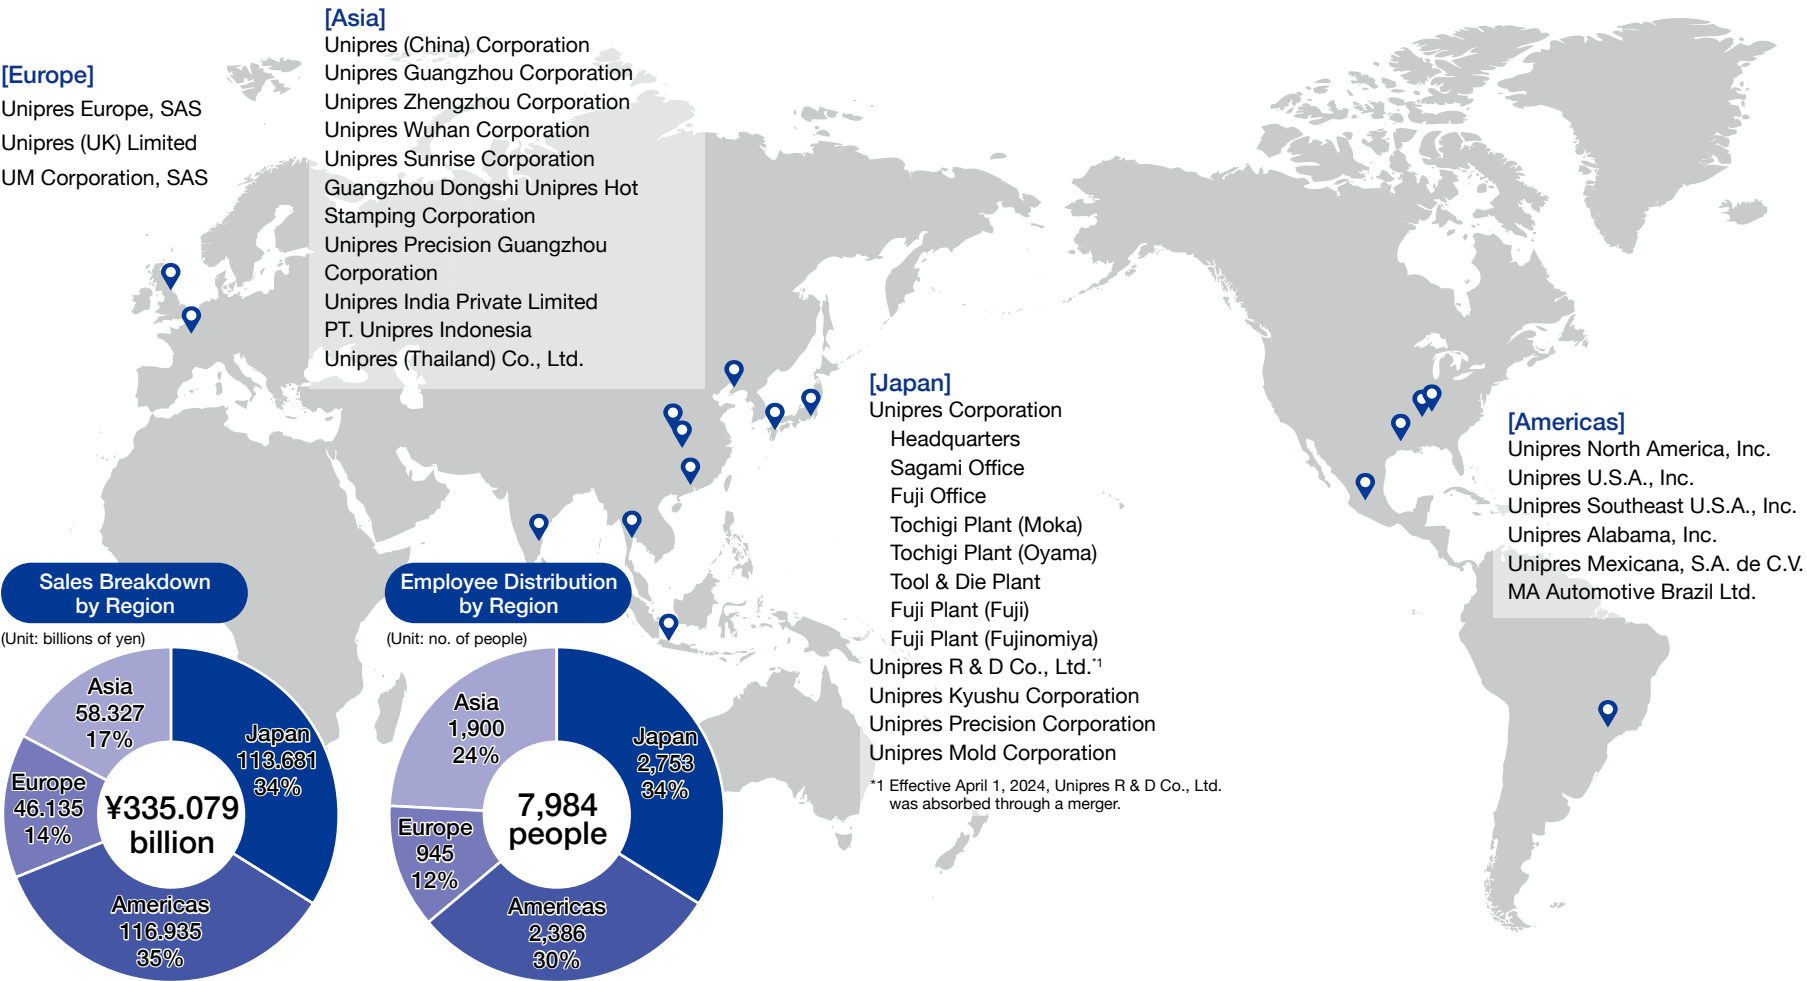 [Europe]
Unipres Europe, SAS
Unipres (UK) Limited
UM Corporation, SAS
[Asia]
Unipres (China) Corporation
Unipres Guangzhou Corporation
Unipres Zhengzhou Corporation
Unipres Wuhan Corporation
Unipres Sunrise Corporation
Guangzhou Dongshi Unipres Hot
Stamping Corporation
Unipres Precision Guangzhou
Corporation
Unipres India Private Limited
PT. Unipres Indonesia
Unipres (Thailand) Co., Ltd.
[Japan]
Unipres Corporation
Headquarters
Sagami Office
Fuji Office
Tochigi Plant (Moka)
Tochigi Plant (Oyama)
Tool & Die Plant
Fuji Plant (Fuji)
Fuji Plant (Fujinomiya)
Unipres R & D Co., Ltd.*1
Unipres Kyushu Corporation
Unipres Precision Corporation
Unipres Mold Corporation
*1 Effective April 1, 2024, Unipres R & D Co., Ltd.
was absorbed through a merger.
[Americas]
Unipres North America, Inc.
Unipres U.S.A., Inc.
Unipres Southeast U.S.A., Inc.
Unipres Alabama, Inc.
Unipres Mexicana, S.A. de C.V.
MA Automotive Brazil Ltd.
Sales Breakdown
by Region
(Unit: billions of yen)
Asia
58.327
17%
Japan
113.681
34%
Europe
46.135
14%
¥335.079
billion
Americas
116.935
35%
Employee Distribution
by Region
(Unit: no. of people)
Asia
1,900
24%
Japan
2,753
34%
Europe
945
12%
7,984
people
Americas
2,386
30%